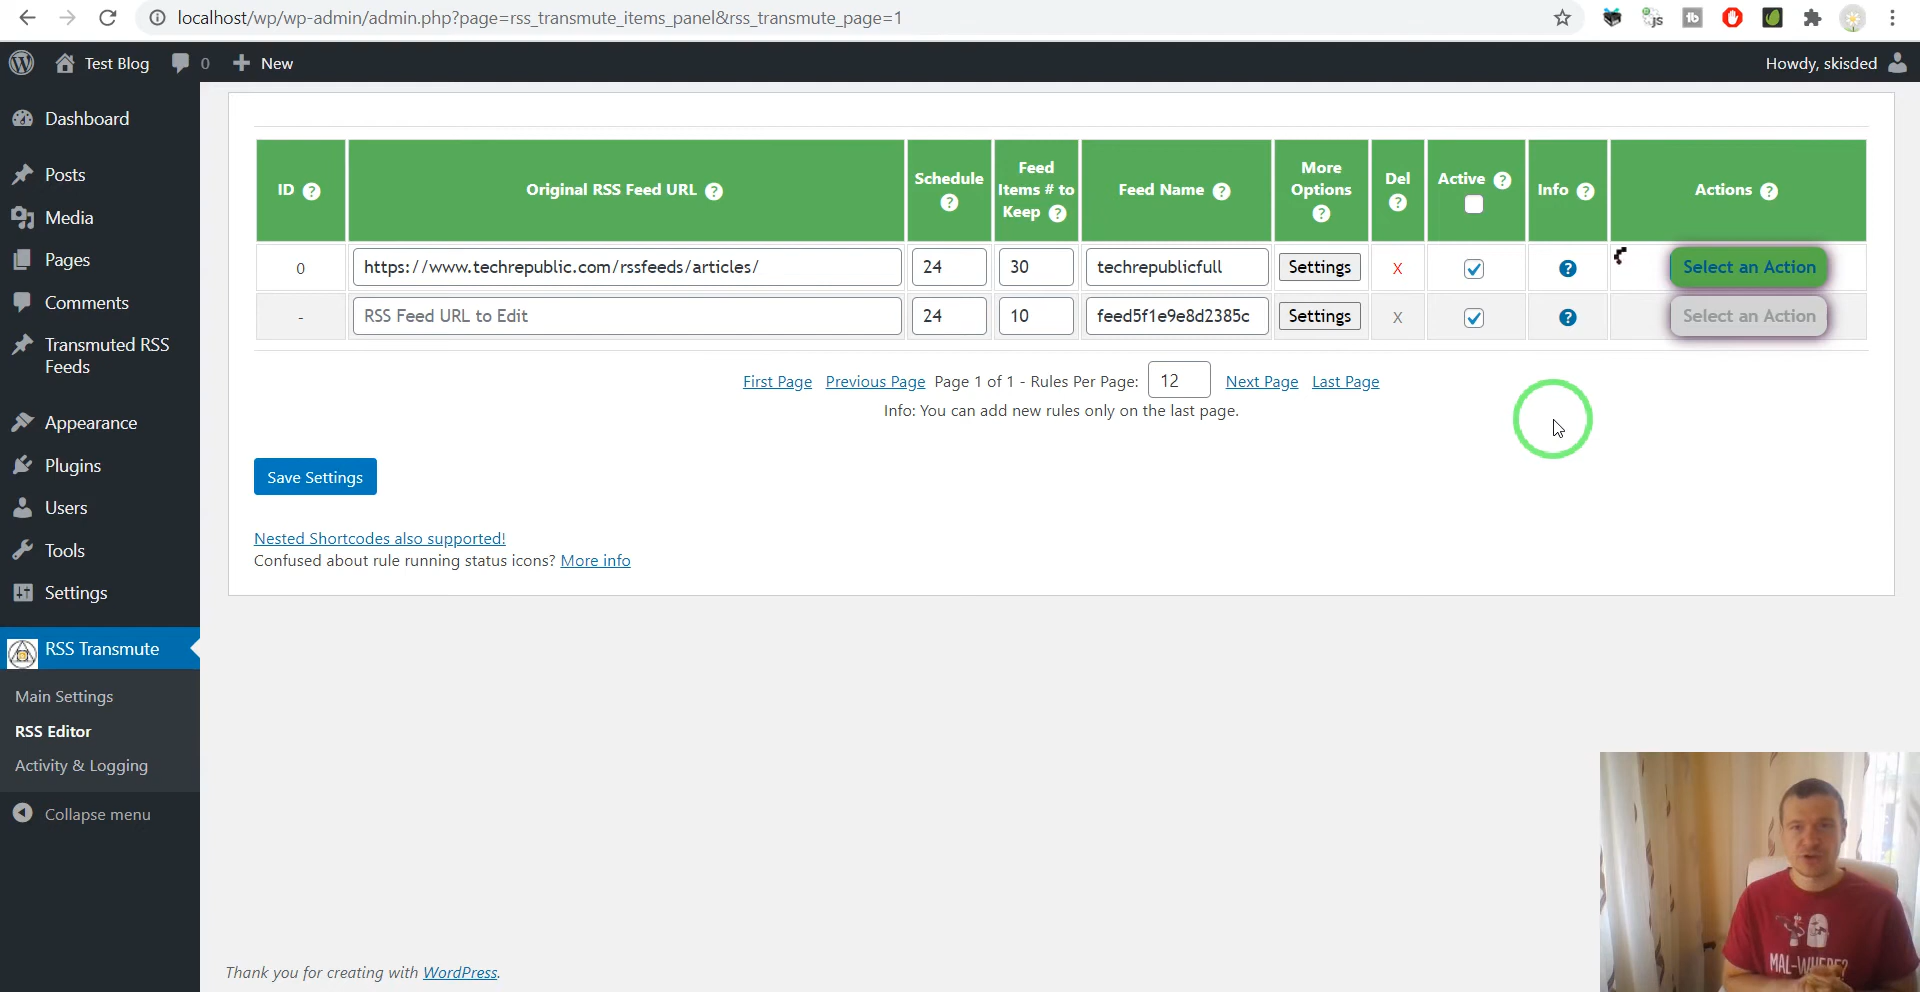 localhost/wp/wp-admin/admin.php?page=rss_transmute_items_panel&rss_transmute_page=1
Test Blog
0
New
Howdy, skisded
Dashboard
Posts
Media
Pages
Comments
Transmuted RSS
Feeds
Appearance
Plugins
Users
Tools
Settings
RSS Transmute
Main Settings
RSS Editor
Activity & Logging
Collapse menu
ID ?
Original RSS Feed URL ?
Schedule
?
Feed
Items # to
Keep ?
Feed Name ?
More
Options
?
Del
?
Active ?
Info ?
Actions ?
0
https://www.techrepublic.com/rssfeeds/articles/
24
30
techrepublicfull
Settings
X
?
Select an Action
-
RSS Feed URL to Edit
24
10
feed5f1e9e8d2385c
Settings
X
?
Select an Action
First Page Previous Page Page 1 of 1 - Rules Per Page: 12 Next Page Last Page
Info: You can add new rules only on the last page.
Save Settings
Nested Shortcodes also supported!
Confused about rule running status icons? More info
Thank you for creating with WordPress.
MAL-WHERE?